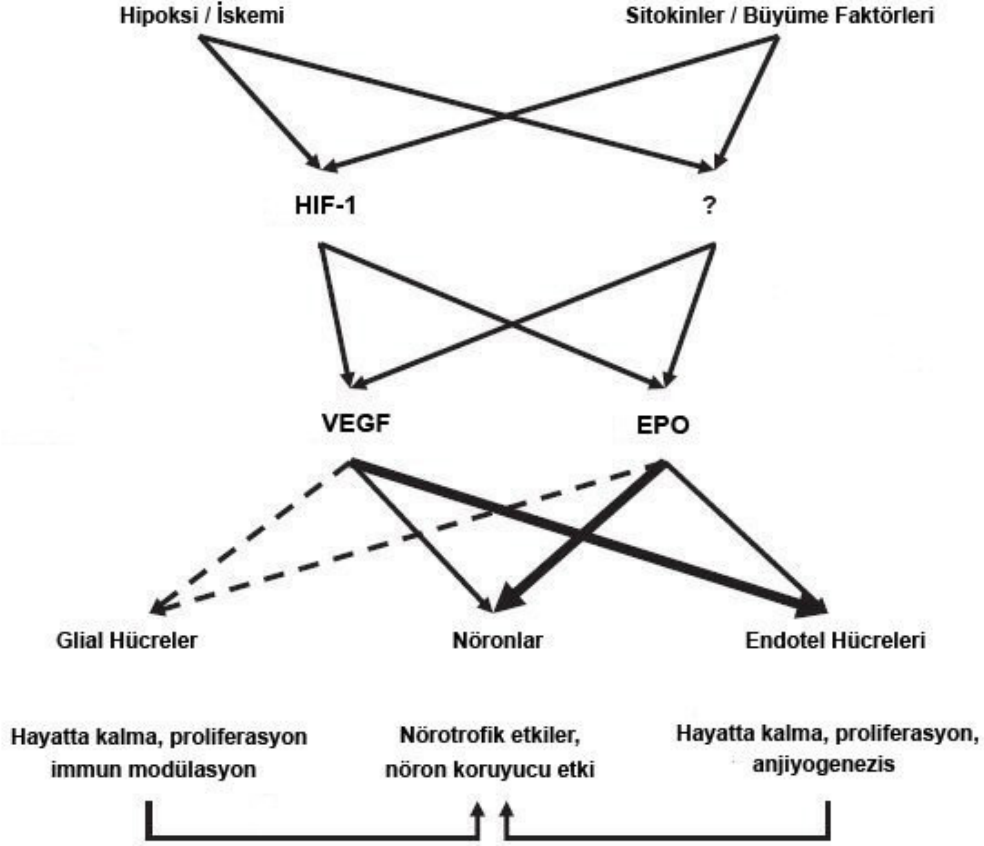 Hipoksi / İskemi
Sitokinler / Büyüme Faktörleri
HIF-1
?
VEGF
EPO
Glial Hücreler
Nöronlar
Endotel Hücreleri
Hayatta kalma, proliferasyon
immun modülasyon
Nörotrofik etkiler,
nöron koruyucu etki
Hayatta kalma, proliferasyon,
anjiyogenezis